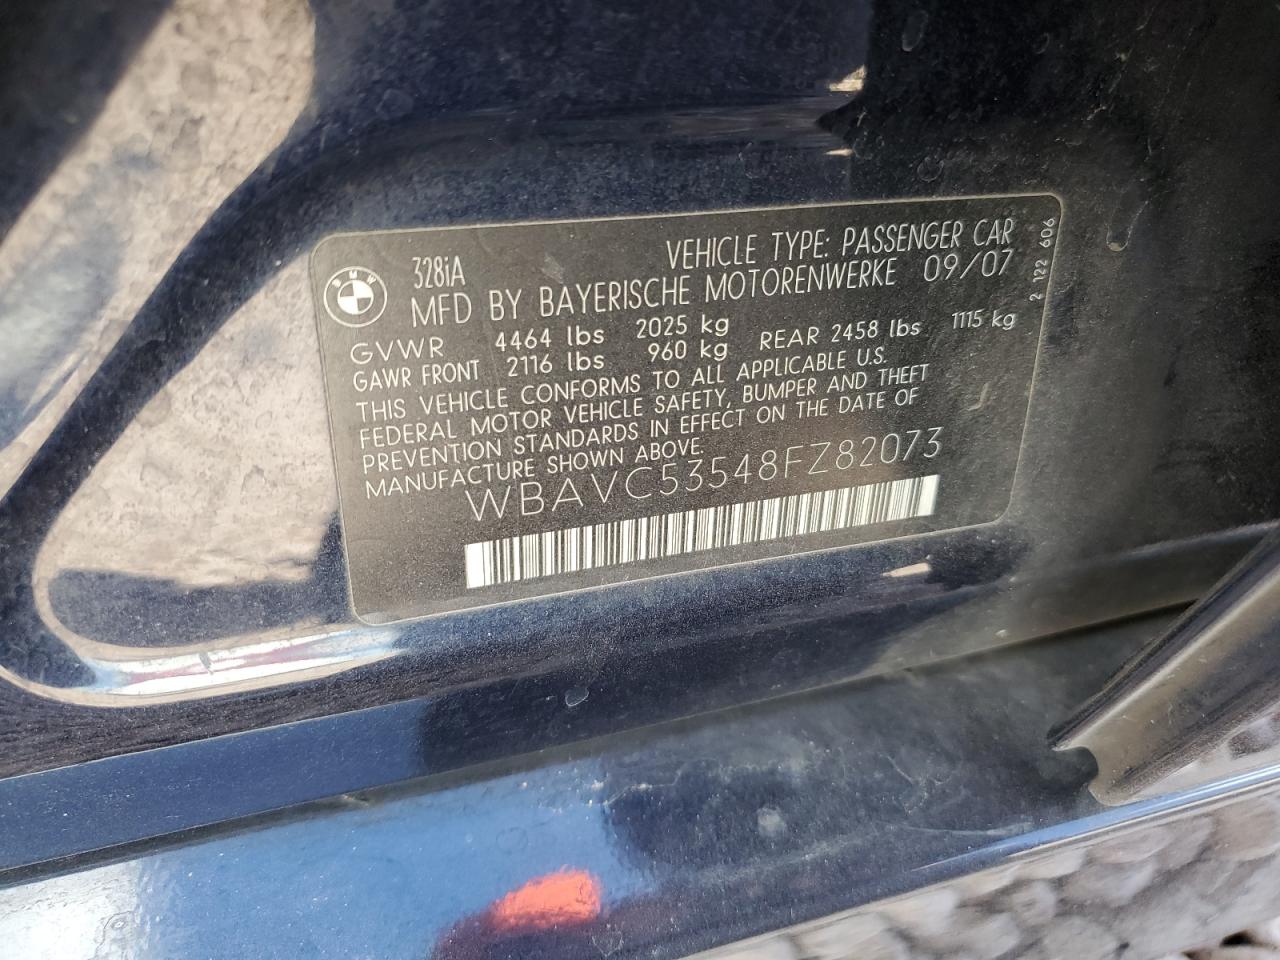 BMW
328iA
VEHICLE TYPE: PASSENGER CAR
MFD BY BAYERISCHE MOTORENWERKE 09/07
GVWR 4464 lbs 2025 kg
GAWR FRONT 2116 lbs 960 kg REAR 2458 lbs 1115 kg
THIS VEHICLE CONFORMS TO ALL APPLICABLE U.S.
FEDERAL MOTOR VEHICLE SAFETY, BUMPER AND THEFT
PREVENTION STANDARDS IN EFFECT ON THE DATE OF
MANUFACTURE SHOWN ABOVE.
WBAVC53548FZ82073
2 122 606